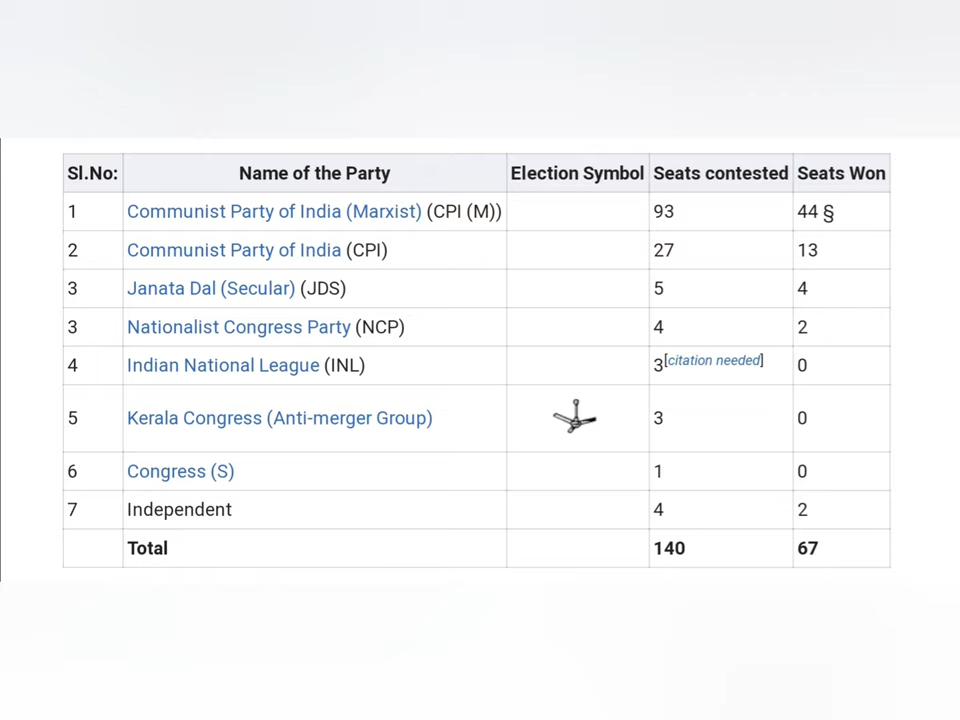 Sl.No: Name of the Party Election Symbol Seats contested Seats Won
1 Communist Party of India (Marxist) (CPI (M)) 93 44 §
2 Communist Party of India (CPI) 27 13
3 Janata Dal (Secular) (JDS) 5 4
3 Nationalist Congress Party (NCP) 4 2
4 Indian National League (INL) 3[citation needed] 0
5 Kerala Congress (Anti-merger Group) 3 0
6 Congress (S) 1 0
7 Independent 4 2
Total 140 67